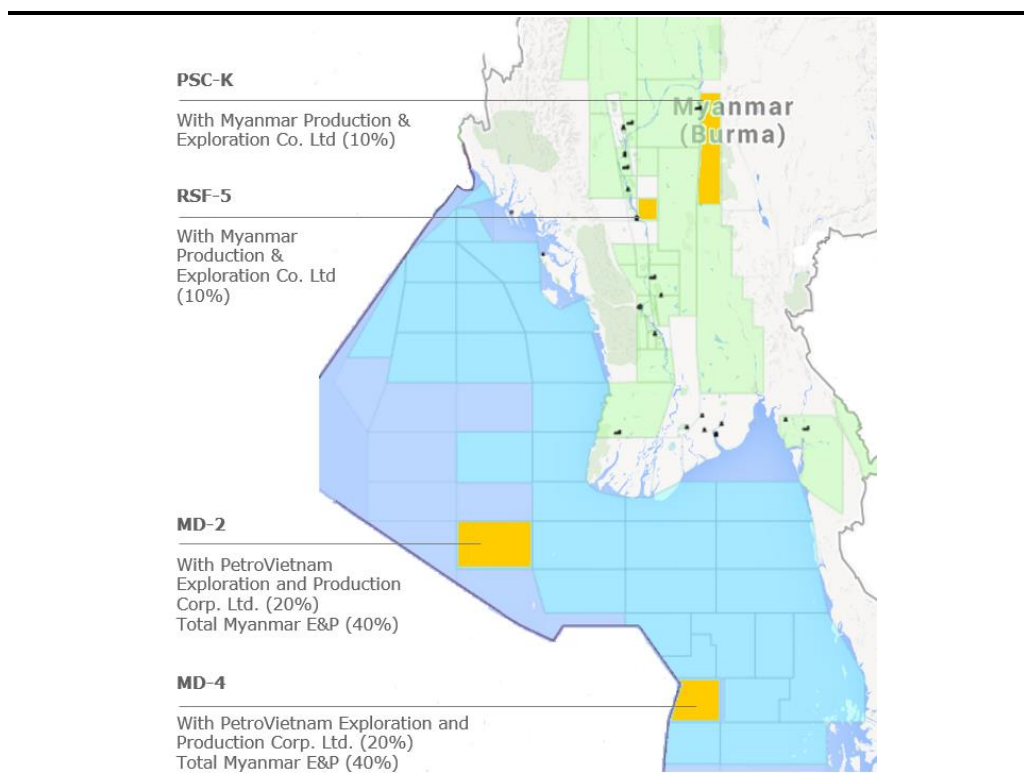 PSC-K
With Myanmar Production &
Exploration Co. Ltd (10%)
Myanmar
(Burma)
RSF-5
With Myanmar
Production &
Exploration Co. Ltd
(10%)
MD-2
With PetroVietnam
Exploration and Production
Corp. Ltd. (20%)
Total Myanmar E&P (40%)
MD-4
With PetroVietnam Exploration and
Production Corp. Ltd. (20%)
Total Myanmar E&P (40%)